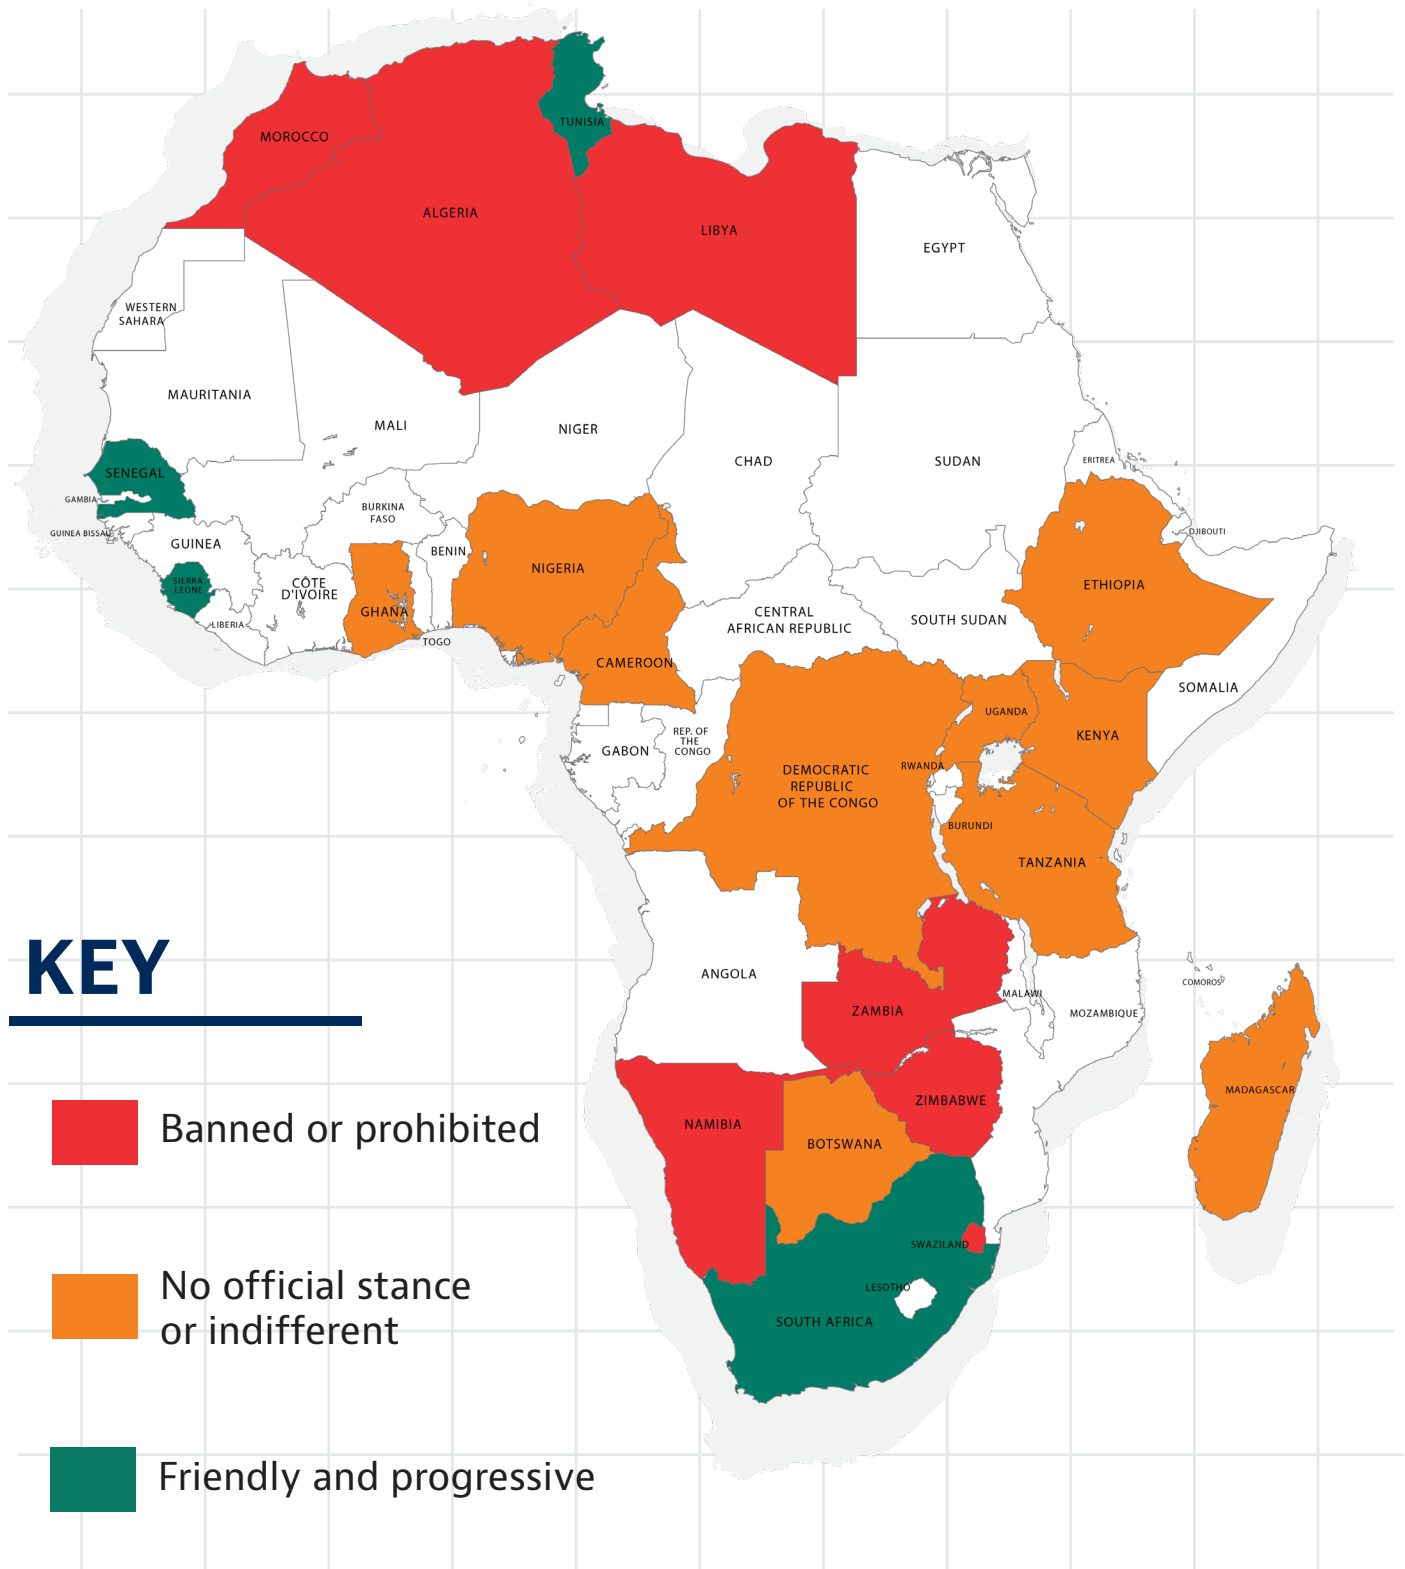 TUNISIA
MOROCCO
ALGERIA
LIBYA
EGYPT
WESTERN
SAHARA
MAURITANIA
MALI
NIGER
CHAD
SUDAN
ERITREA
SENEGAL
GAMBIA
BURKINA
FASO
GUINEA BISSAU
DJIBOUTI
GUINEA
BENIN
NIGERIA
ETHIOPIA
SIERRA
LEONE
CÔTE
D'IVOIRE
GHANA
CENTRAL
AFRICAN REPUBLIC
SOUTH SUDAN
LIBERIA
TOGO
CAMEROON
SOMALIA
UGANDA
KENYA
GABON
REP. OF
THE
CONGO
RWANDA
DEMOCRATIC
REPUBLIC
OF THE CONGO
BURUNDI
TANZANIA
KEY
ANGOLA
COMOROS
MALAWI
ZAMBIA
MOZAMBIQUE
MADAGASCAR
ZIMBABWE
NAMIBIA
BOTSWANA
Banned or prohibited
SWAZILAND
LESOTHO
SOUTH AFRICA
No official stance
or indifferent
Friendly and progressive